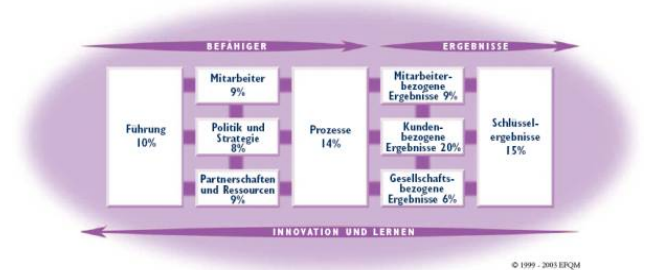 BEFÄHIGER
ERGEBNISSE
Führung
10%
Mitarbeiter
9%
Politik und
Strategie
8%
Partnerschaften
und Ressourcen
9%
Prozesse
14%
Mitarbeiter-
bezogene
Ergebnisse 9%
Kunden-
bezogene
Ergebnisse 20%
Gesellschafts-
bezogene
Ergebnisse 6%
Schlüssel-
ergebnisse
15%
INNOVATION UND LERNEN
© 1999 - 2003 EFQM